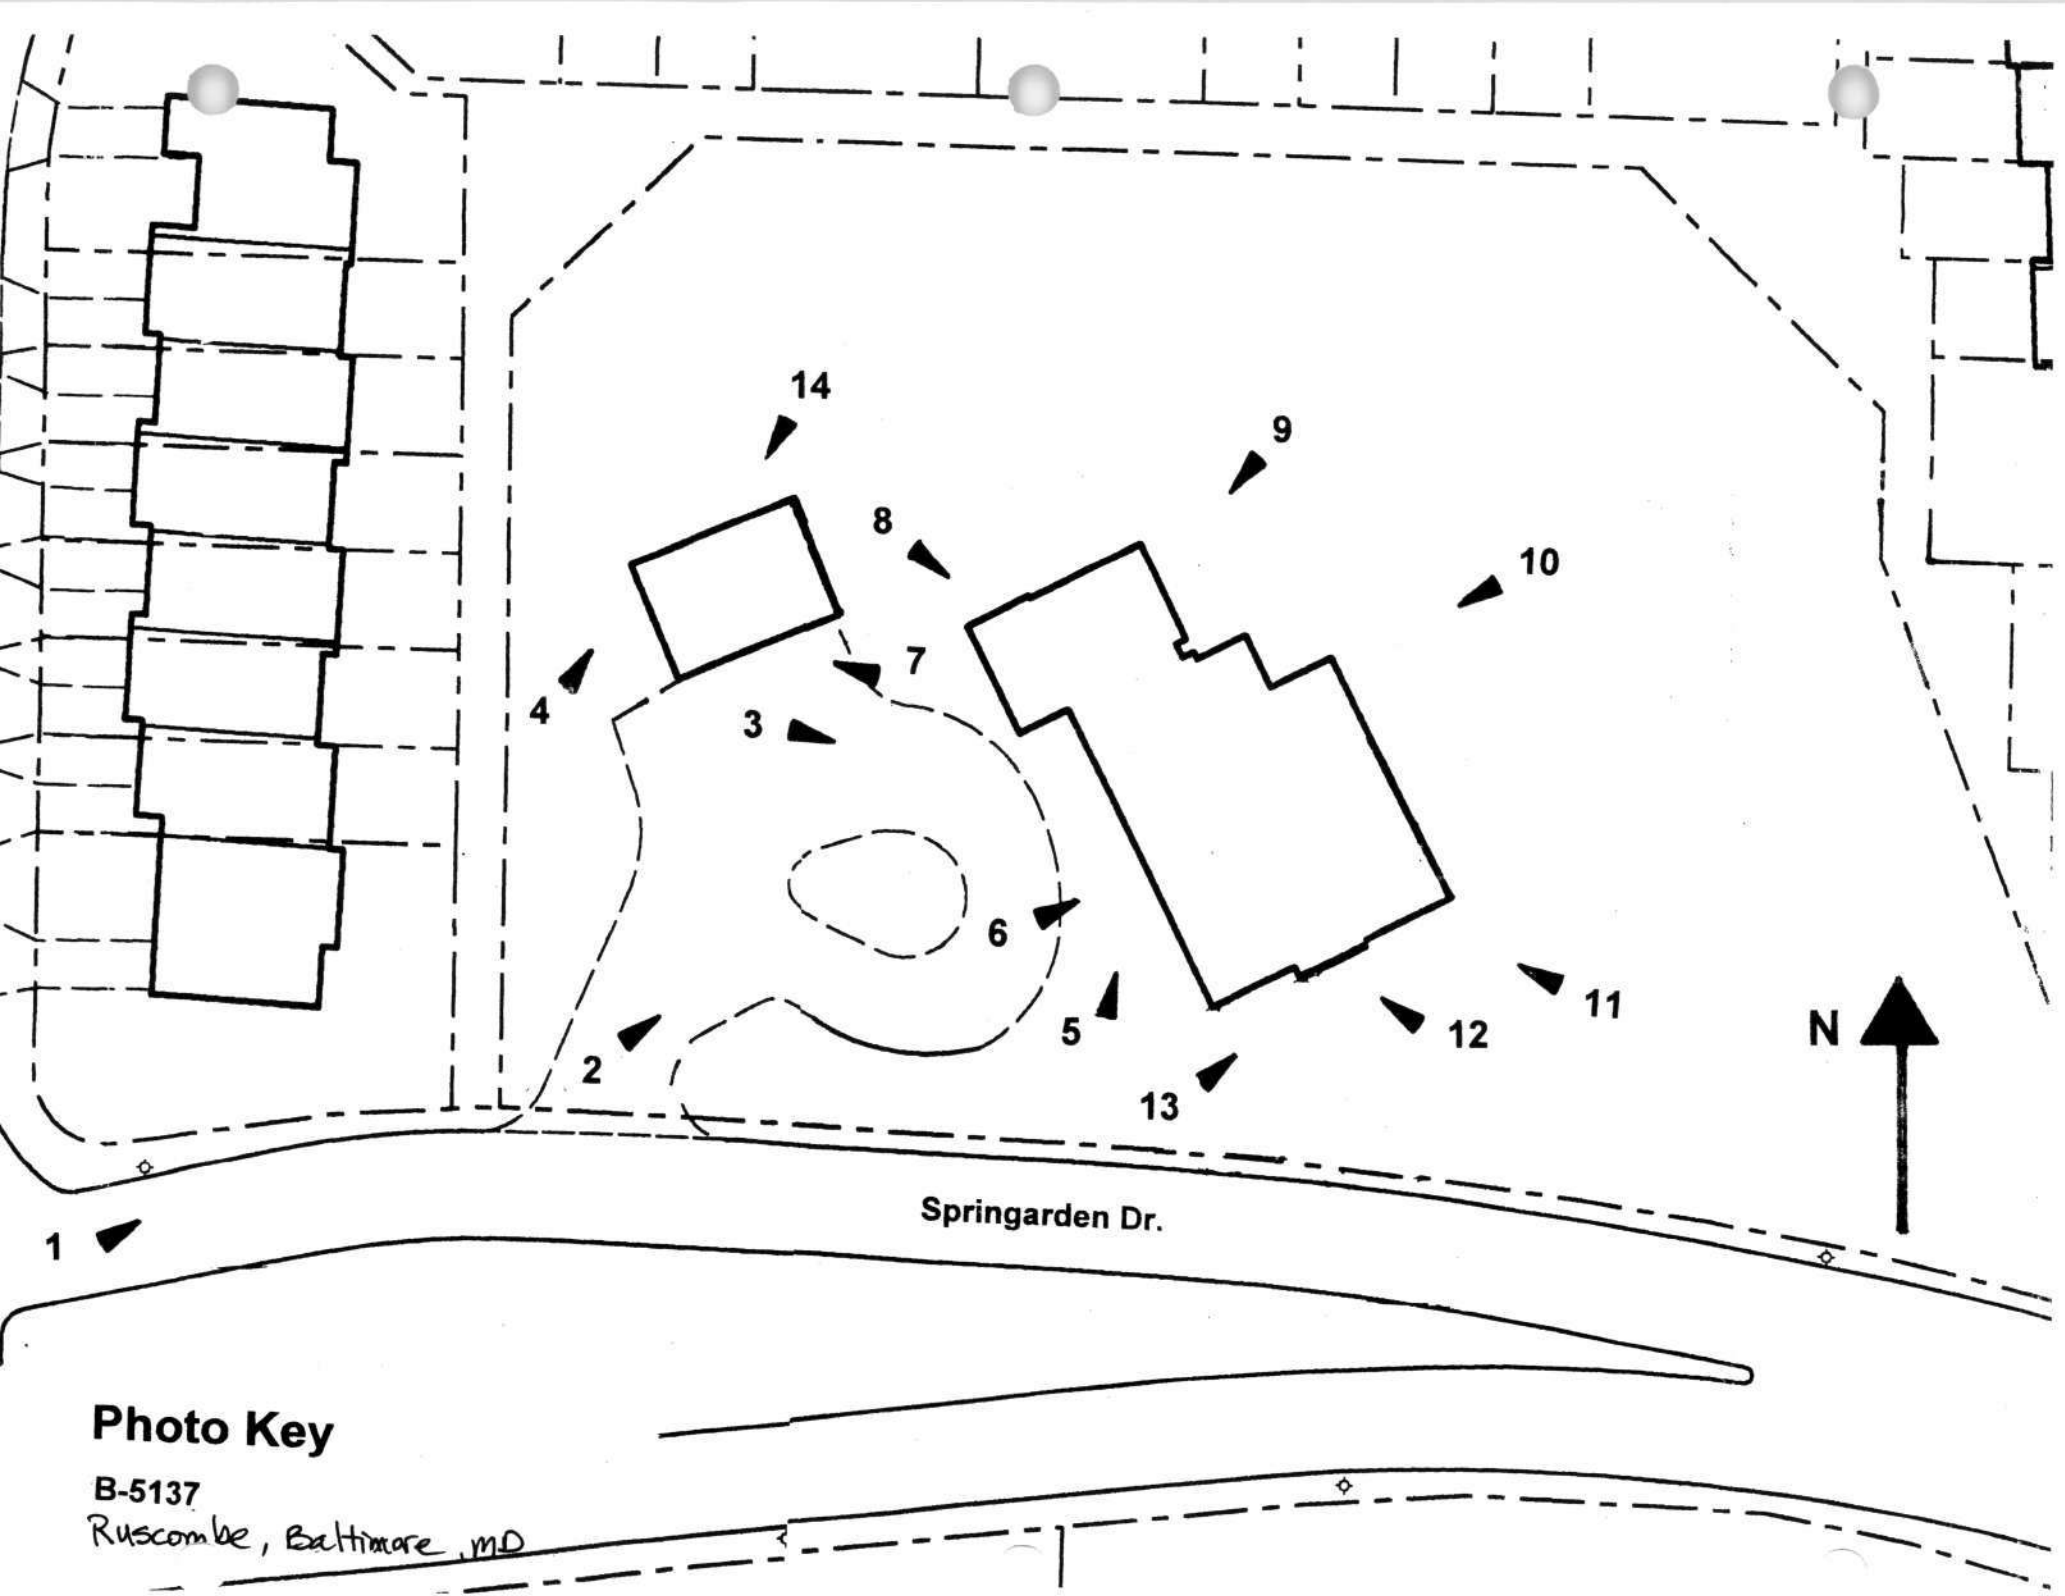 14
9
8
10
7
4
3
6
11
5
12
2
13
N
Springarden Dr.
1
Photo Key
B-5137
Ruscombe, Baltimore, MD